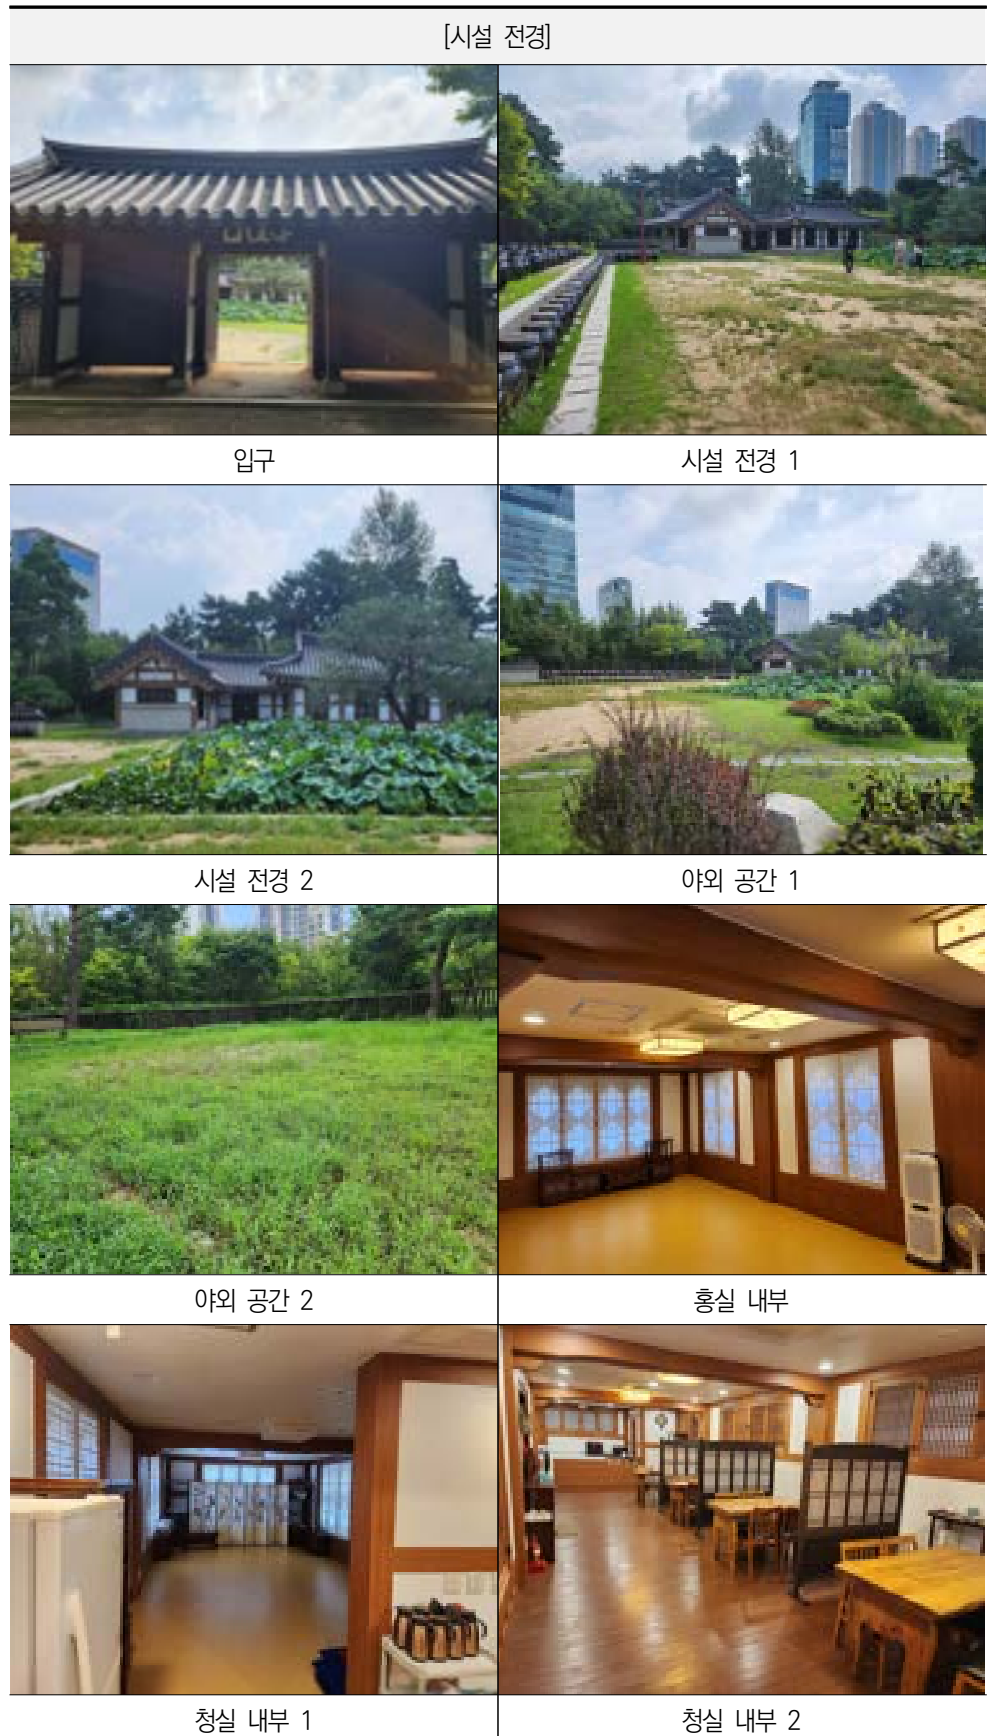 [시설 전경]
입구
시설 전경 1
시설 전경 2
야외 공간 1
야외 공간 2
홍실 내부
청실 내부 1
청실 내부 2